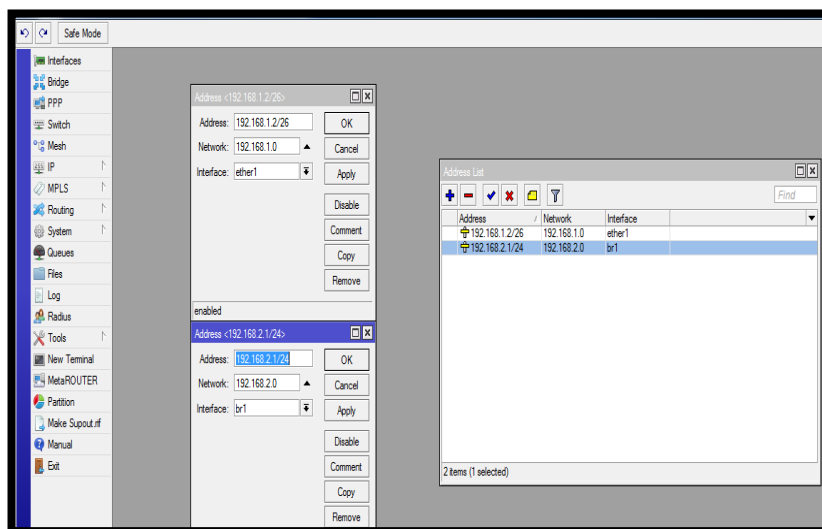 Safe Mode
Interfaces
Bridge
PPP
Switch
Mesh
IP
MPLS
Routing
System
Queues
Files
Log
Radius
Tools
New Terminal
MetaROUTER
Partition
Make Supout.rif
Manual
Exit
Address <192.168.1.2/26>
Address: 192.168.1.2/26 OK
Network: 192.168.1.0 Cancel
Interface: ether1 Apply
Disable
Comment
Copy
Remove
enabled
Address <192.168.2.1/24>
Address: 192.168.2.1/24 OK
Network: 192.168.2.0 Cancel
Interface: br1 Apply
Disable
Comment
Copy
Remove
Address List
Find
Address / Network Interface
192.168.1.2/26 192.168.1.0 ether1
192.168.2.1/24 192.168.2.0 br1
2 items (1 selected)